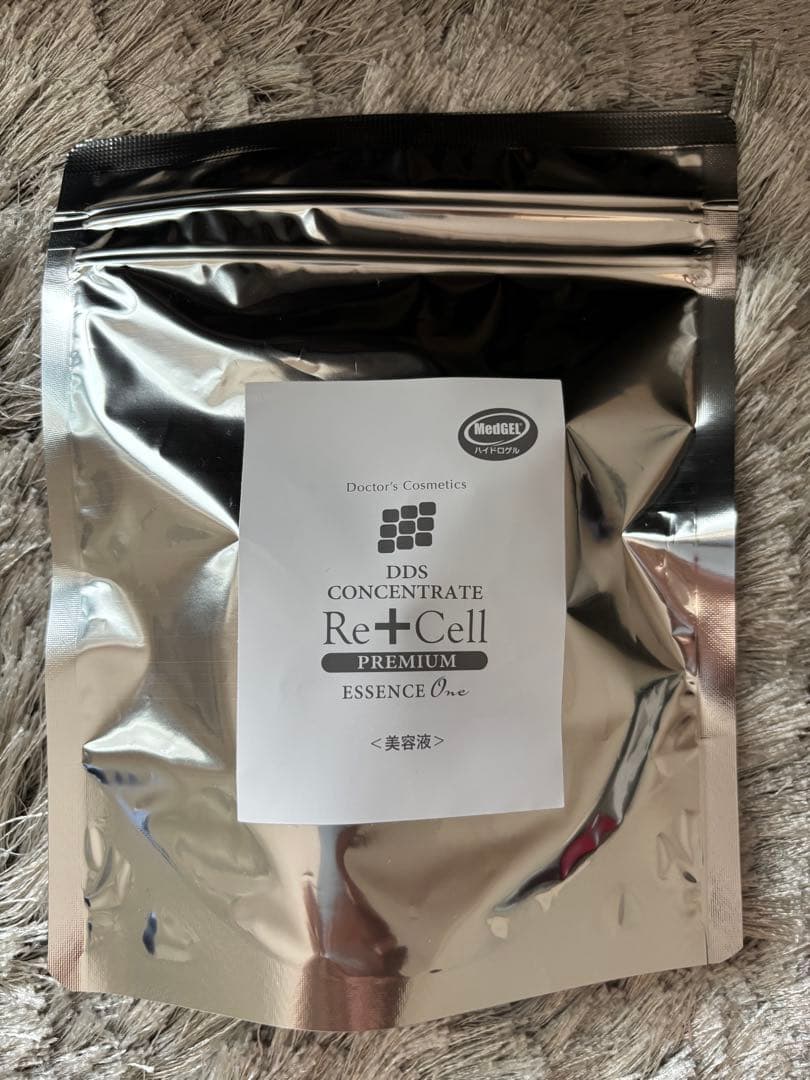 MedGEL®
ハイドロゲル
Doctor's Cosmetics
DDS
CONCENTRATE
Re+Cell
PREMIUM
ESSENCE One
＜美容液＞